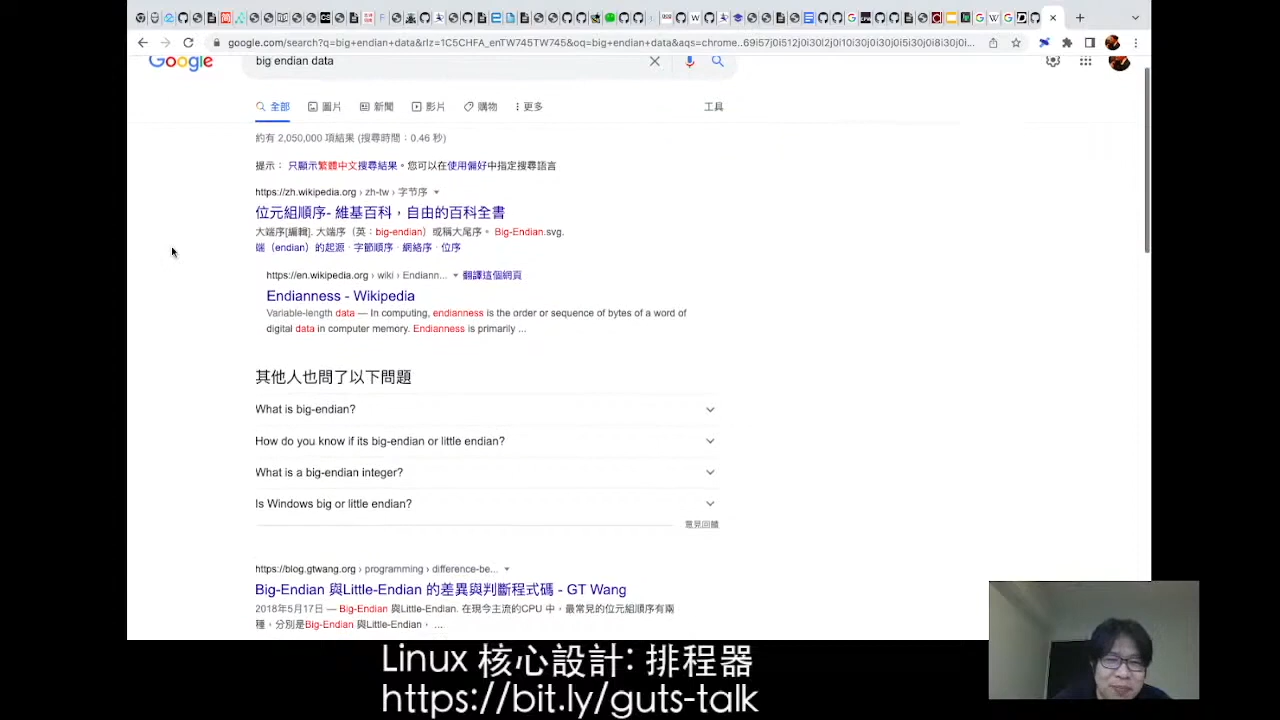 google.com/search?q=big+endian+data&rlz=1C5CHFA_enTW745TW745&oq=big+endian+data&aqs=chrome..69i57j0i512j0i30l2j0l10i30j0i30j0i5i30j0i8i30j0i...
Google
big endian data
全部
圖片
新聞
影片
購物
更多
工具
約有 2,050,000 項結果 (搜尋時間：0.46 秒)
提示： 只顯示繁體中文搜尋結果。您可以在使用偏好中指定搜尋語言
https://zh.wikipedia.org › zh-tw › 字节序
位元組順序- 維基百科，自由的百科全書
大端序[編輯]. 大端序（英：big-endian）或稱大尾序。 Big-Endian.svg.
端（endian）的起源 · 字節順序 · 網絡序 · 位序
https://en.wikipedia.org › wiki › Endiann... 翻譯這個網頁
Endianness - Wikipedia
Variable-length data — In computing, endianness is the order or sequence of bytes of a word of
digital data in computer memory. Endianness is primarily ...
其他人也問了以下問題
What is big-endian?
How do you know if its big-endian or little endian?
What is a big-endian integer?
Is Windows big or little endian?
意見回饋
https://blog.gtwang.org › programming › difference-be...
Big-Endian 與Little-Endian 的差異與判斷程式碼 - GT Wang
2018年5月17日 — Big-Endian 與Little-Endian. 在現今主流的CPU 中，最常見的位元組順序有兩
種，分別是Big-Endian 與Little-Endian， ...
Linux 核心設計: 排程器
https://bit.ly/guts-talk